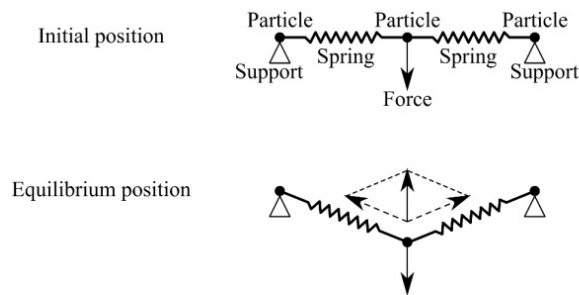 Particle Particle Particle
Initial position
Spring Spring
Support Support
Force
Equilibrium position